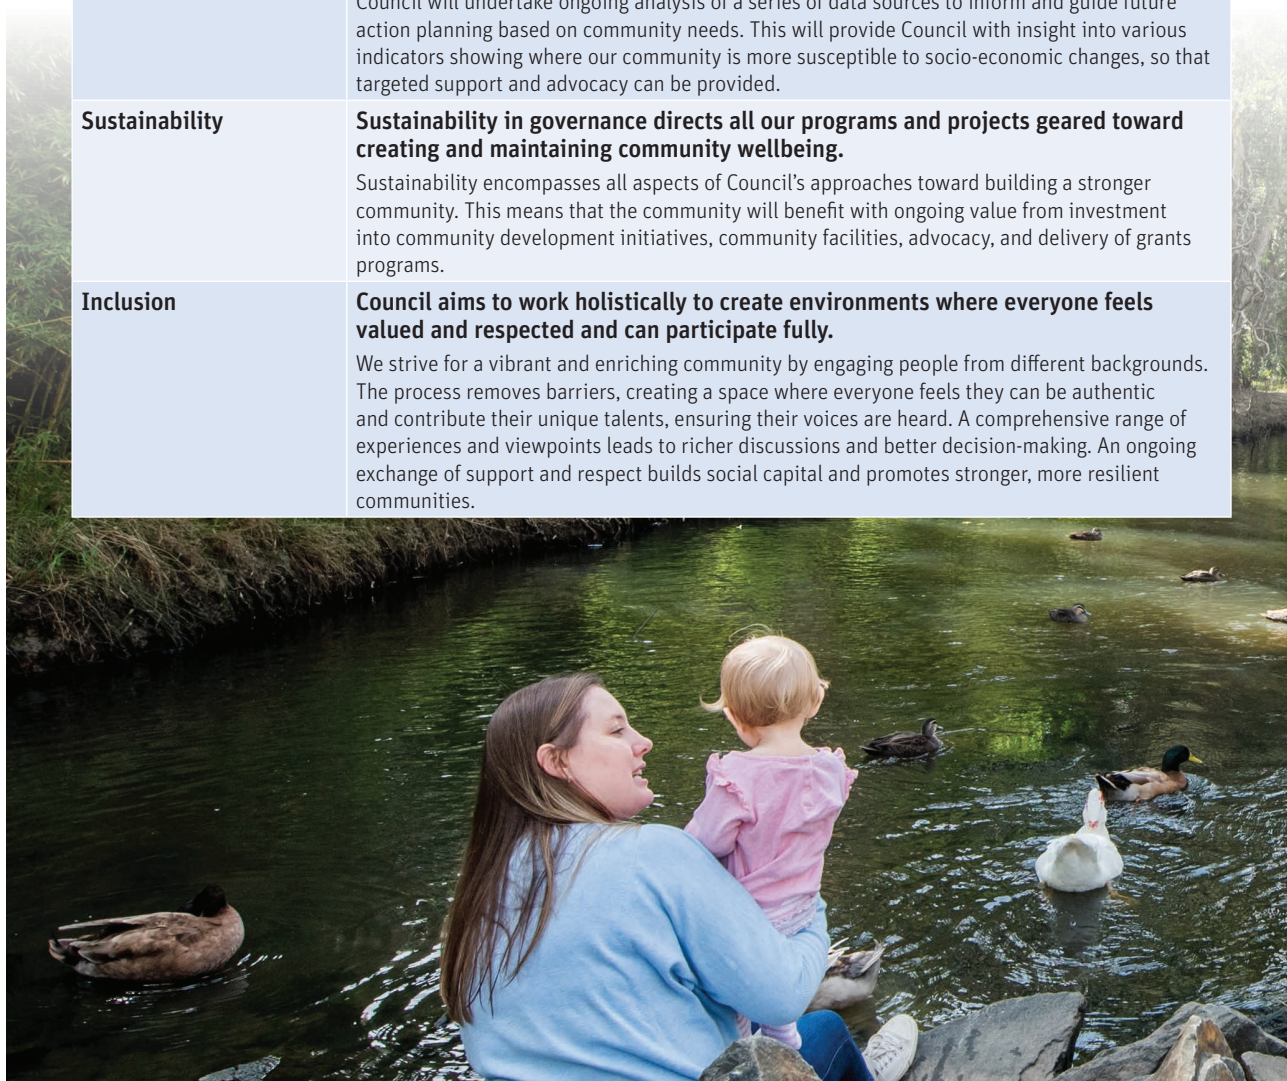 Council will undertake ongoing analysis of a series of data sources to inform and guide future
action planning based on community needs. This will provide Council with insight into various
indicators showing where our community is more susceptible to socio-economic changes, so that
targeted support and advocacy can be provided.
Sustainability
Sustainability in governance directs all our programs and projects geared toward
creating and maintaining community wellbeing.
Sustainability encompasses all aspects of Council’s approaches toward building a stronger
community. This means that the community will benefit with ongoing value from investment
into community development initiatives, community facilities, advocacy, and delivery of grants
programs.
Inclusion
Council aims to work holistically to create environments where everyone feels
valued and respected and can participate fully.
We strive for a vibrant and enriching community by engaging people from different backgrounds.
The process removes barriers, creating a space where everyone feels they can be authentic
and contribute their unique talents, ensuring their voices are heard. A comprehensive range of
experiences and viewpoints leads to richer discussions and better decision-making. An ongoing
exchange of support and respect builds social capital and promotes stronger, more resilient
communities.